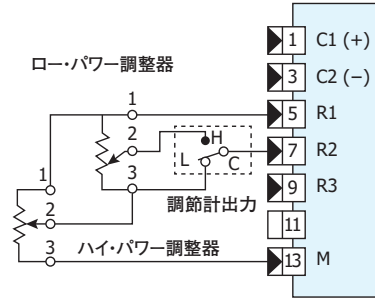 ロー・パワー調整器
1
2
3
H
L
C
調節計出力
1
2
3
ハイ・パワー調整器
1 C1 (+)
3 C2 (−)
5 R1
7 R2
9 R3
11
13 M